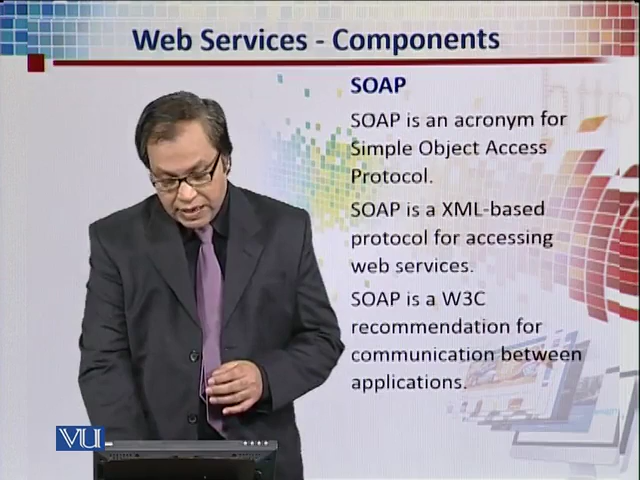 Web Services - Components
SOAP
SOAP is an acronym for
Simple Object Access
Protocol.
SOAP is a XML-based
protocol for accessing
web services.
SOAP is a W3C
recommendation for
communication between
applications.
VU
http